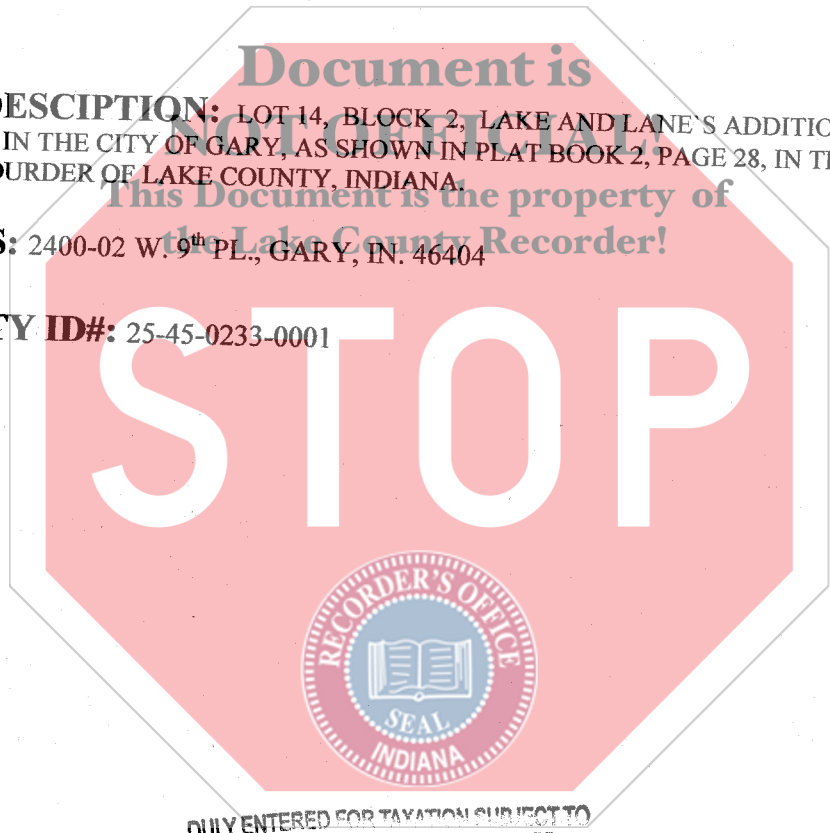 Document is
ESCIPTION: LOT 14, BLOCK 2, LAKE AND LANE`S ADDITIO
NOT OFFICIAL!
IN THE CITY OF GARY, AS SHOWN IN PLAT BOOK 2, PAGE 28, IN TH
OURDER OF LAKE COUNTY, INDIANA.
This Document is the property of
the Lake County Recorder!
S: 2400-02 W. 9th PL., GARY, IN. 46404
TY ID#: 25-45-0233-0001
STOP
RECORDER'S OFFICE
SEAL
INDIANA
DULY ENTERED FOR TAXATION SUBJECT TO